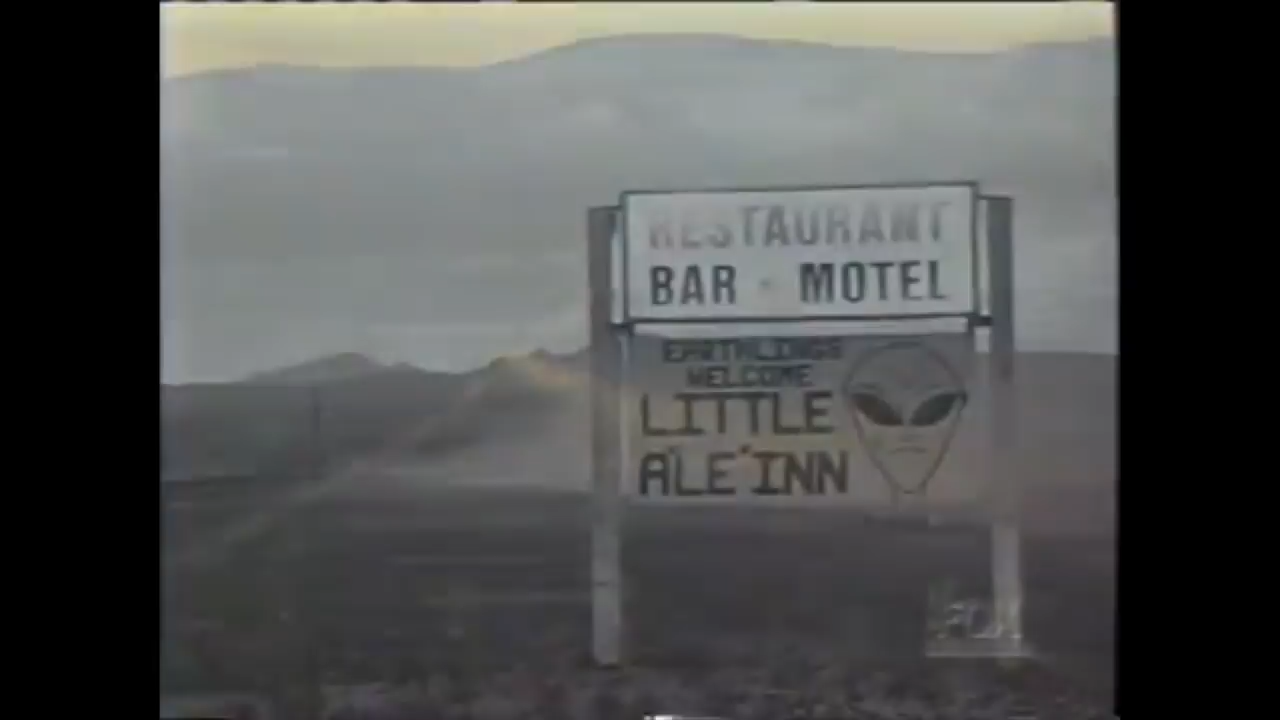 RESTAURANT
BAR - MOTEL
EARTHLINGS
WELCOME
LITTLE
A'LE'INN